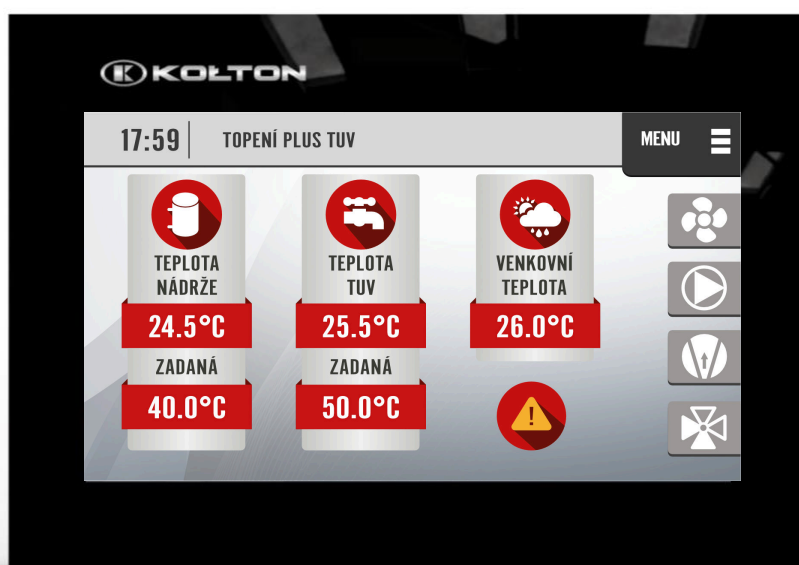 KOŁTON
17:59 TOPENÍ PLUS TUV MENU
TEPLOTA
NÁDRŽE
24.5°C
ZADANÁ
40.0°C
TEPLOTA
TUV
25.5°C
ZADANÁ
50.0°C
VENKOVNÍ
TEPLOTA
26.0°C